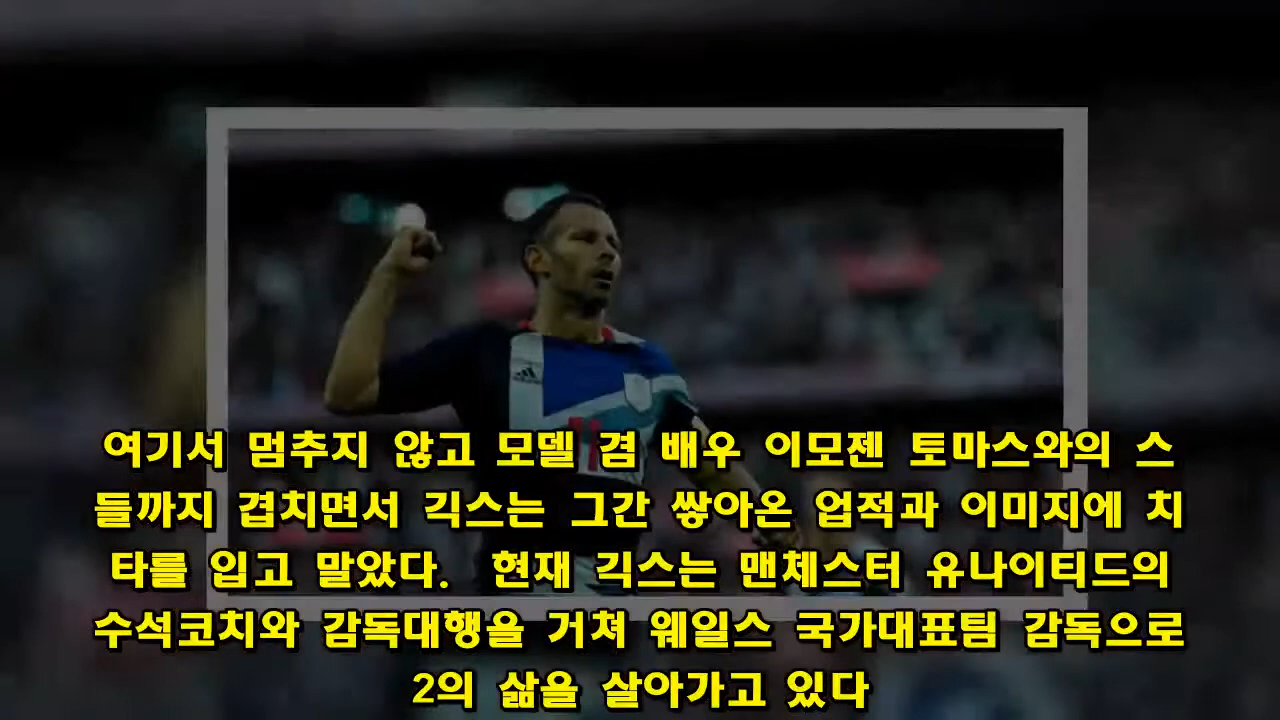 여기서 멈추지 않고 모델 겸 배우 이모젠 토마스와의 스
들까지 겹치면서 긱스는 그간 쌓아온 업적과 이미지에 치
타를 입고 말았다. 현재 긱스는 맨체스터 유나이티드의
수석코치와 감독대행을 거쳐 웨일스 국가대표팀 감독으로
2의 삶을 살아가고 있다